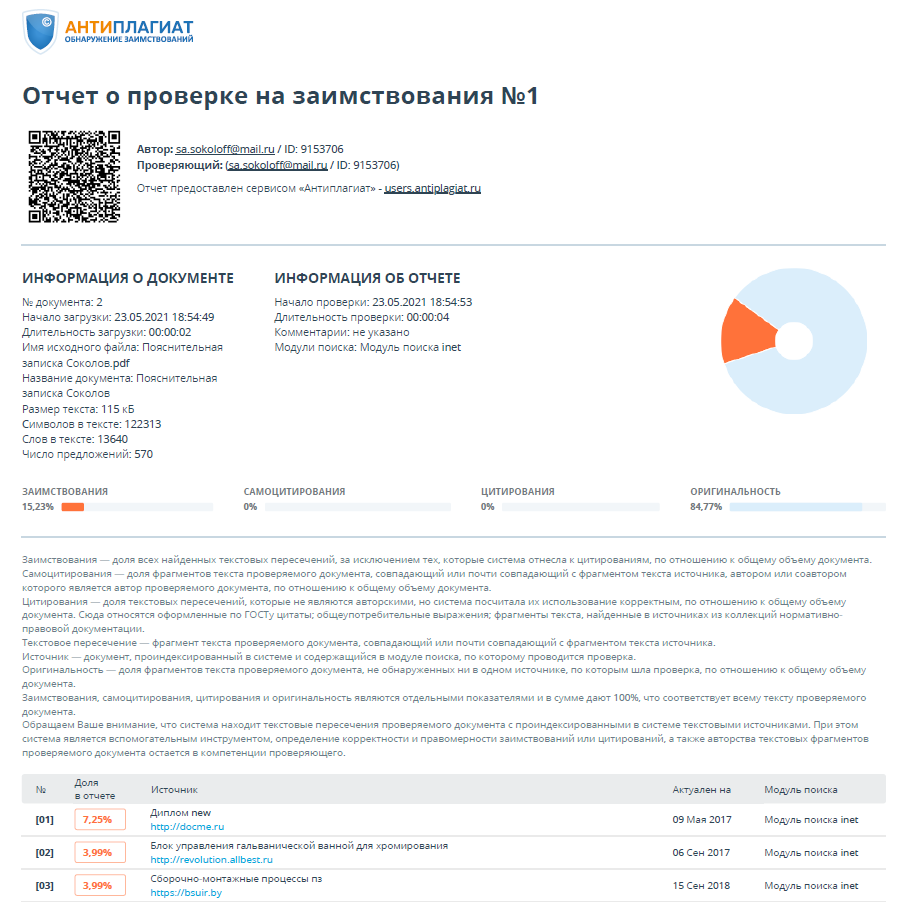 АНТИПЛАГИАТ
ОБНАРУЖЕНИЕ ЗАИМСТВОВАНИЙ
Отчет о проверке на заимствования №1
Автор: sa.sokoloff@mail.ru / ID: 9153706
Проверяющий: (sa.sokoloff@mail.ru / ID: 9153706)
Отчет предоставлен сервисом «Антиплагиат» - users.antiplagiat.ru
ИНФОРМАЦИЯ О ДОКУМЕНТЕ
№ документа: 2
Начало загрузки: 23.05.2021 18:54:49
Длительность загрузки: 00:00:02
Имя исходного файла: Пояснительная
записка Соколов.pdf
Название документа: Пояснительная
записка Соколов
Размер текста: 115 кБ
Символов в тексте: 122313
Слов в тексте: 13640
Число предложений: 570
ИНФОРМАЦИЯ ОБ ОТЧЕТЕ
Начало проверки: 23.05.2021 18:54:53
Длительность проверки: 00:00:04
Комментарии: не указано
Модули поиска: Модуль поиска inet
ЗАИМСТВОВАНИЯ
15,23%
САМОЦИТИРОВАНИЯ
0%
ЦИТИРОВАНИЯ
0%
ОРИГИНАЛЬНОСТЬ
84,77%
Заимствования — доля всех найденных текстовых пересечений, за исключением тех, которые система отнесла к цитированиям, по отношению к общему объему документа.
Самоцитирования — доля фрагментов текста проверяемого документа, совпадающий или почти совпадающий с фрагментом текста источника, автором или соавтором
которого является автор проверяемого документа, по отношению к общему объему документа.
Цитирования — доля текстовых пересечений, которые не являются авторскими, но система посчитала их использование корректным, по отношению к общему объему
документа. Сюда относятся оформленные по ГОСТу цитаты; общеупотребительные выражения; фрагменты текста, найденные в источниках из коллекций нормативно-
правовой документации.
Текстовое пересечение — фрагмент текста проверяемого документа, совпадающий или почти совпадающий с фрагментом текста источника.
Источник — документ, проиндексированный в системе и содержащийся в модуле поиска, по которому проводится проверка.
Оригинальность — доля фрагментов текста проверяемого документа, не обнаруженных ни в одном источнике, по которым шла проверка, по отношению к общему объему
документа.
Заимствования, самоцитирования, цитирования и оригинальность являются отдельными показателями и в сумме дают 100%, что соответствует всему тексту проверяемого
документа.
Обращаем Ваше внимание, что система находит текстовые пересечения проверяемого документа с проиндексированными в системе текстовыми источниками. При этом
система является вспомогательным инструментом, определение корректности и правомерности заимствований или цитирований, а также авторства текстовых фрагментов
проверяемого документа остается в компетенции проверяющего.
№ Доля
в отчете Источник Актуален на Модуль поиска
[01] 7,25% Диплом new 09 Мая 2017 Модуль поиска inet
http://docme.ru
[02] 3,99% Блок управления гальванической ванной для хромирования 06 Сен 2017 Модуль поиска inet
http://revolution.allbest.ru
[03] 3,99% Сборочно-монтажные процессы пз 15 Сен 2018 Модуль поиска inet
https://bsuir.by